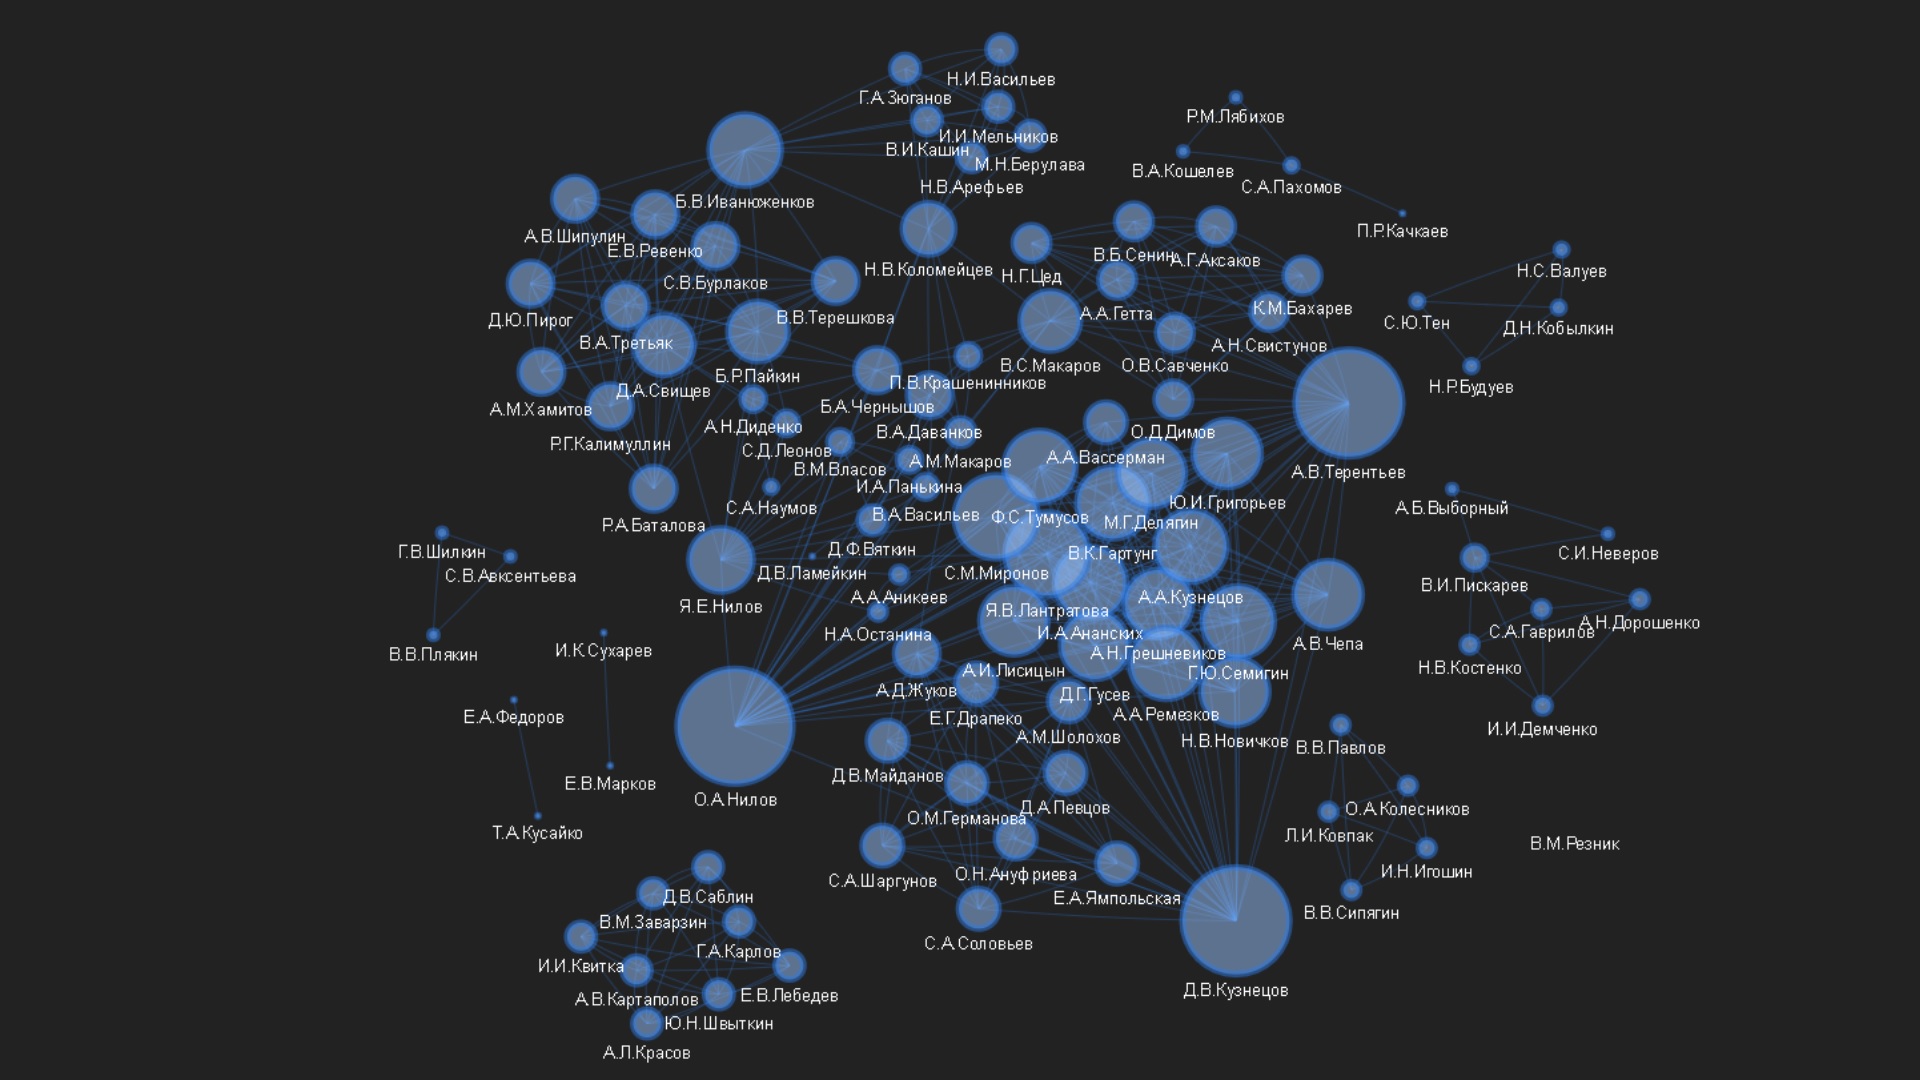 Н.И.Васильев
Г.А.Зюганов
Р.М.Лябихов
И.И.Мельников
В.И.Кашин
М.Н.Берулава
В.А.Кошелев
Н.В.Арефьев
С.А.Пахомов
Б.В.Иванюженков
П.Р.Качкаев
А.В.Шипулин
Е.В.Ревенко
В.Б.Сенин
А.Г.Аксаков
Н.В.Коломейцев
Н.Г.Цед
Н.С.Валуев
С.В.Бурлаков
К.М.Бахарев
А.А.Гетта
В.В.Терешкова
Д.Ю.Пирог
С.Ю.Тен
Д.Н.Кобылкин
В.А.Третьяк
А.Н.Свистунов
В.С.Макаров
О.В.Савченко
Б.Р.Пайкин
П.В.Крашенинников
Н.Р.Будуев
Д.А.Свищев
А.М.Хамитов
Б.А.Чернышов
А.Н.Диденко
В.А.Даванков
О.Д.Димов
Р.Г.Калимуллин
С.Д.Леонов
А.А.Вассерман
А.М.Макаров
В.М.Власов
А.В.Терентьев
И.А.Панькина
Ю.И.Григорьев
С.А.Наумов
А.Б.Выборный
В.А.Васильев
Ф.С.Тумусов
М.Г.Делягин
Р.А.Баталова
Д.Ф.Вяткин
Г.В.Шилкин
В.К.Гартунг
С.И.Неверов
Д.В.Ламейкин
С.М.Миронов
С.В.Авксентьева
В.И.Пискарев
А.А.Аникеев
А.А.Кузнецов
Я.Е.Нилов
Я.В.Лантратова
А.Н.Дорошенко
Н.А.Останина
И.А.Ананских
С.А.Гаврилов
А.В.Чепа
И.К.Сухарев
В.В.Плякин
А.Н.Грешневиков
Н.В.Костенко
А.И.Лисицын
Г.Ю.Семигин
А.Д.Жуков
Д.Г.Гусев
Е.А.Федоров
Е.Г.Драпеко
А.А.Ремезков
И.И.Демченко
А.М.Шолохов
Н.В.Новичков
В.В.Павлов
Д.В.Майданов
Е.В.Марков
О.А.Нилов
Д.А.Певцов
О.А.Колесников
О.М.Германова
Т.А.Кусайко
Л.И.Ковпак
В.М.Резник
И.Н.Игошин
О.Н.Ануфриева
С.А.Шаргунов
Д.В.Саблин
Е.А.Ямпольская
В.В.Сипягин
В.М.Заварзин
С.А.Соловьев
Г.А.Карлов
И.И.Квитка
Д.В.Кузнецов
Е.В.Лебедев
А.В.Картаполов
Ю.Н.Швыткин
А.Л.Красов